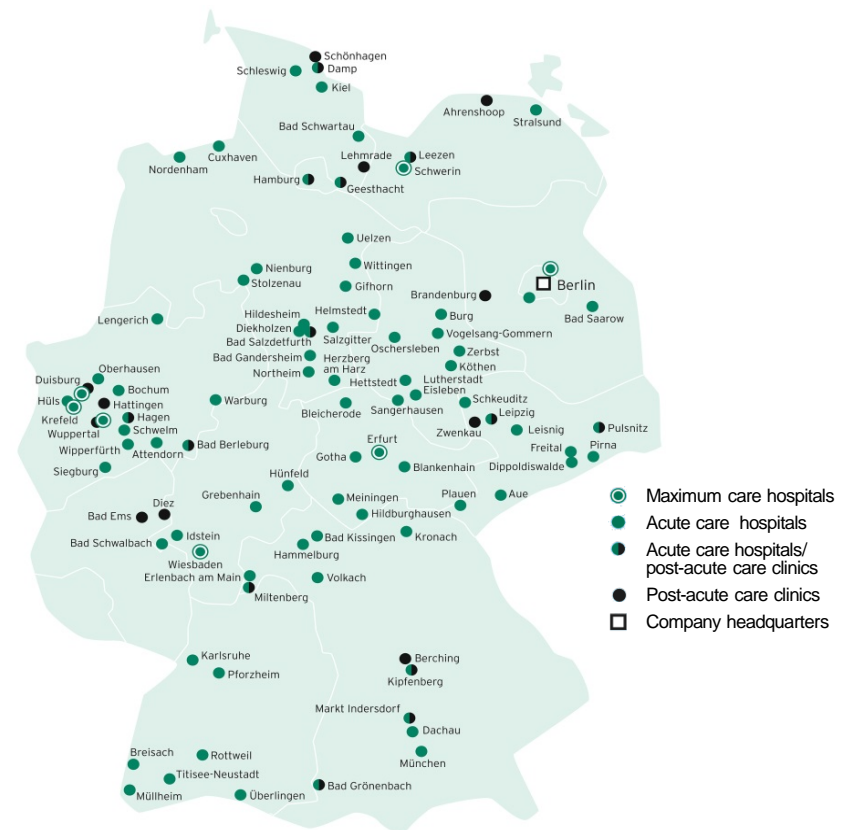 Schönhagen
Schleswig
Damp
Kiel
Ahrenshoop
Stralsund
Bad Schwartau
Cuxhaven
Nordenham
Lehmrade
Leezen
Schwerin
Hamburg
Geesthacht
Uelzen
Nienburg
Wittingen
Stolzenau
Gifhorn
Berlin
Brandenburg
Bad Saarow
Lengerich
Hildesheim
Helmstedt
Burg
Diekholzen
Salzgitter
Bad Salzdetfurth
Oschersleben
Vogelsang-Gommern
Bad Gandersheim
Herzberg
am Harz
Zerbst
Northeim
Köthen
Oberhausen
Duisburg
Bochum
Hettstedt
Lutherstadt
Eisleben
Hüls
Hattingen
Warburg
Bleicherode
Sangerhausen
Schkeuditz
Krefeld
Hagen
Leipzig
Wuppertal
Schwelm
Zwenkau
Leisnig
Pulsnitz
Wipperfürth
Attendorn
Bad Berleburg
Erfurt
Freital
Pirna
Siegburg
Gotha
Blankenhain
Dippoldiswalde
Hünfeld
Grebenhain
Meiningen
Plauen
Aue
Diez
Bad Ems
Hildburghausen
Idstein
Bad Schwalbach
Bad Kissingen
Kronach
Hammelburg
Wiesbaden
Erlenbach am Main
Volkach
Miltenberg
Karlsruhe
Pforzheim
Berching
Kipfenberg
Markt Indersdorf
Dachau
München
Breisach
Rottweil
Titisee-Neustadt
Müllheim
Überlingen
Bad Grönenbach
Maximum care hospitals
Acute care hospitals
Acute care hospitals/
post-acute care clinics
Post-acute care clinics
Company headquarters